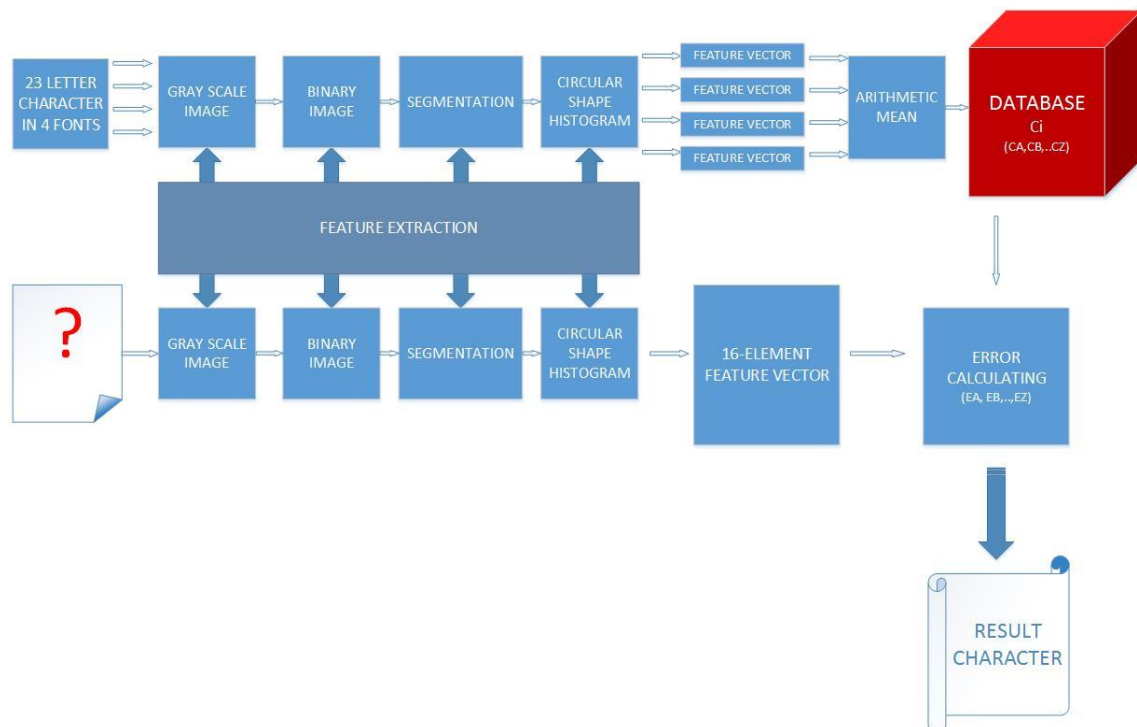 23 LETTER
CHARACTER
IN 4 FONTS
GRAY SCALE
IMAGE
BINARY
IMAGE
SEGMENTATION
CIRCULAR
SHAPE
HISTOGRAM
FEATURE VECTOR
FEATURE VECTOR
FEATURE VECTOR
FEATURE VECTOR
ARITHMETIC
MEAN
DATABASE
Ci
(CA,CB,..CZ)
FEATURE EXTRACTION
?
GRAY SCALE
IMAGE
BINARY
IMAGE
SEGMENTATION
CIRCULAR
SHAPE
HISTOGRAM
16-ELEMENT
FEATURE VECTOR
ERROR
CALCULATING
(EA, EB,..,EZ)
RESULT
CHARACTER